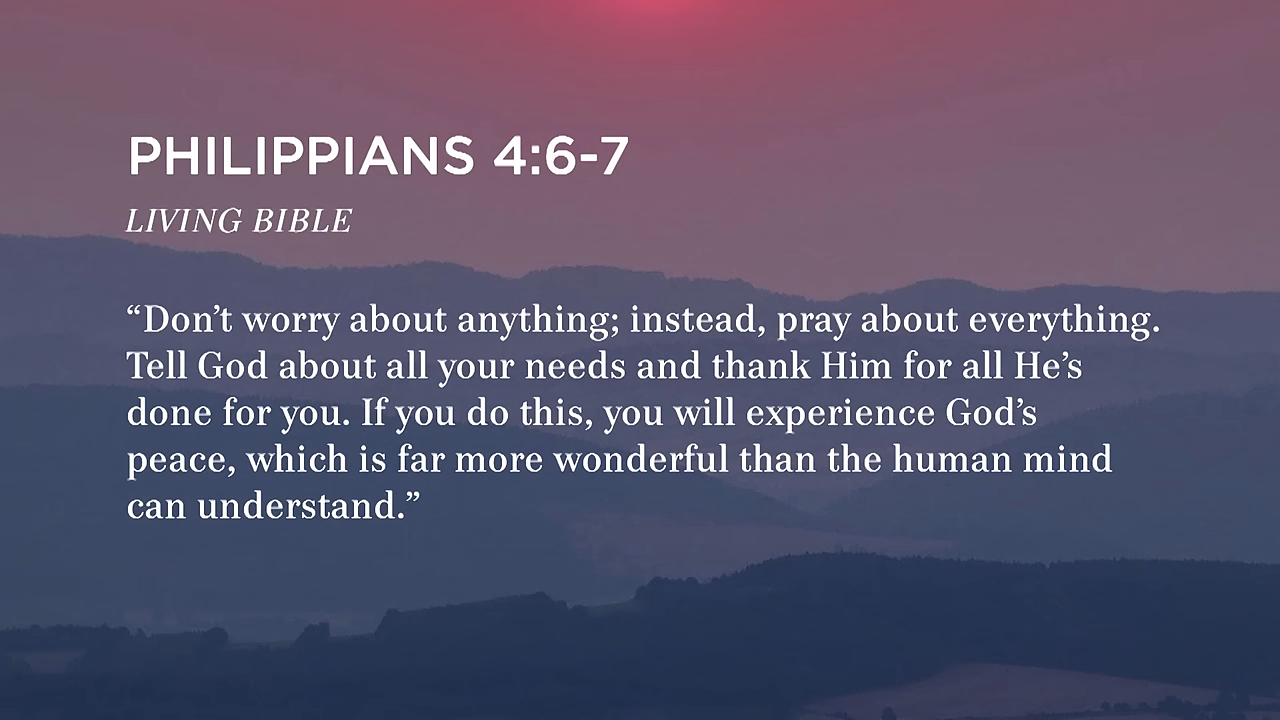 PHILIPPIANS 4:6-7
LIVING BIBLE
“Don’t worry about anything; instead, pray about everything.
Tell God about all your needs and thank Him for all He’s
done for you. If you do this, you will experience God’s
peace, which is far more wonderful than the human mind
can understand.”